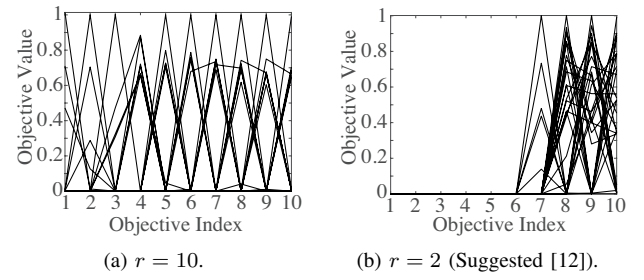 1
0.8
0.6
0.4
0.2
0
Objective Value
1 2 3 4 5 6 7 8 9 10
Objective Index
(a) r = 10.
1
0.8
0.6
0.4
0.2
0
Objective Value
1 2 3 4 5 6 7 8 9 10
Objective Index
(b) r = 2 (Suggested [12]).